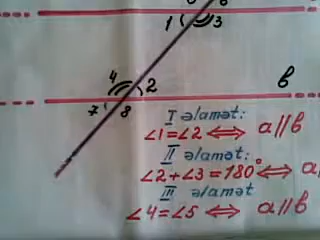 1 3
4 2 в
7 8
I əlamət:
∠1=∠2 ⟺ a//в
II əlamət:
∠2+∠3=180° ⟺ a
III əlamət
∠4=∠5 ⟺ a//в